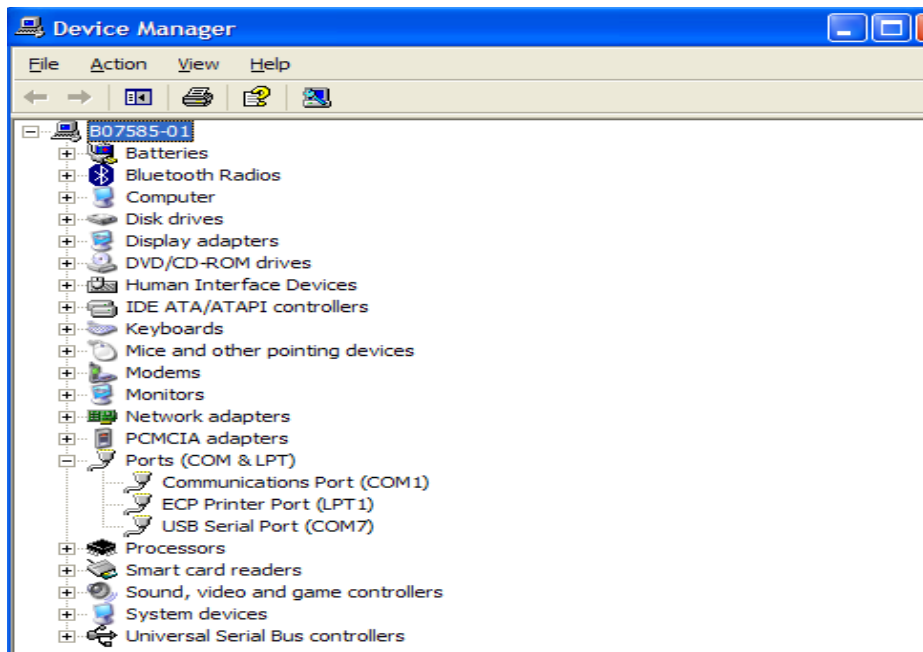 Device Manager
File Action View Help
B07585-01
Batteries
Bluetooth Radios
Computer
Disk drives
Display adapters
DVD/CD-ROM drives
Human Interface Devices
IDE ATA/ATAPI controllers
Keyboards
Mice and other pointing devices
Modems
Monitors
Network adapters
PCMCIA adapters
Ports (COM & LPT)
Communications Port (COM1)
ECP Printer Port (LPT1)
USB Serial Port (COM7)
Processors
Smart card readers
Sound, video and game controllers
System devices
Universal Serial Bus controllers